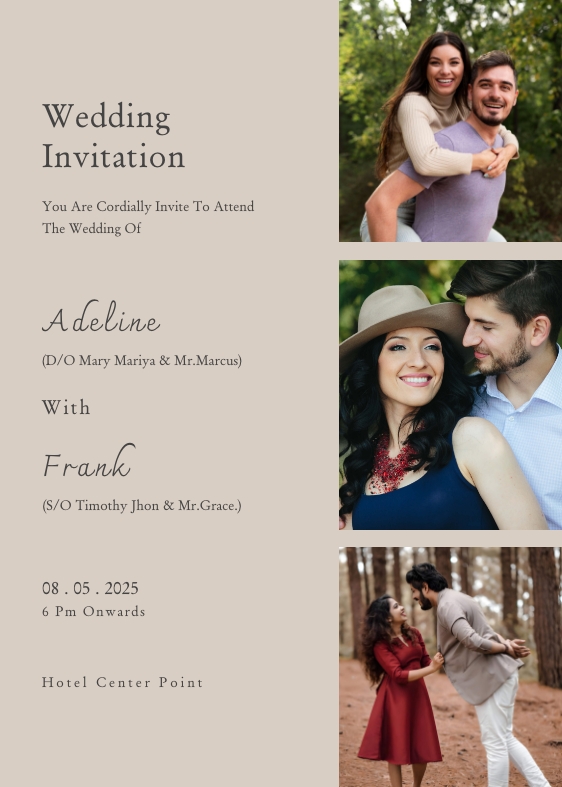 Wedding
Invitation
You Are Cordially Invite To Attend
The Wedding Of
Adeline
(D/O Mary Mariya & Mr.Marcus)
With
Frank
(S/O Timothy Jhon & Mr.Grace.)
08 . 05 . 2025
6 Pm Onwards
Hotel Center Point